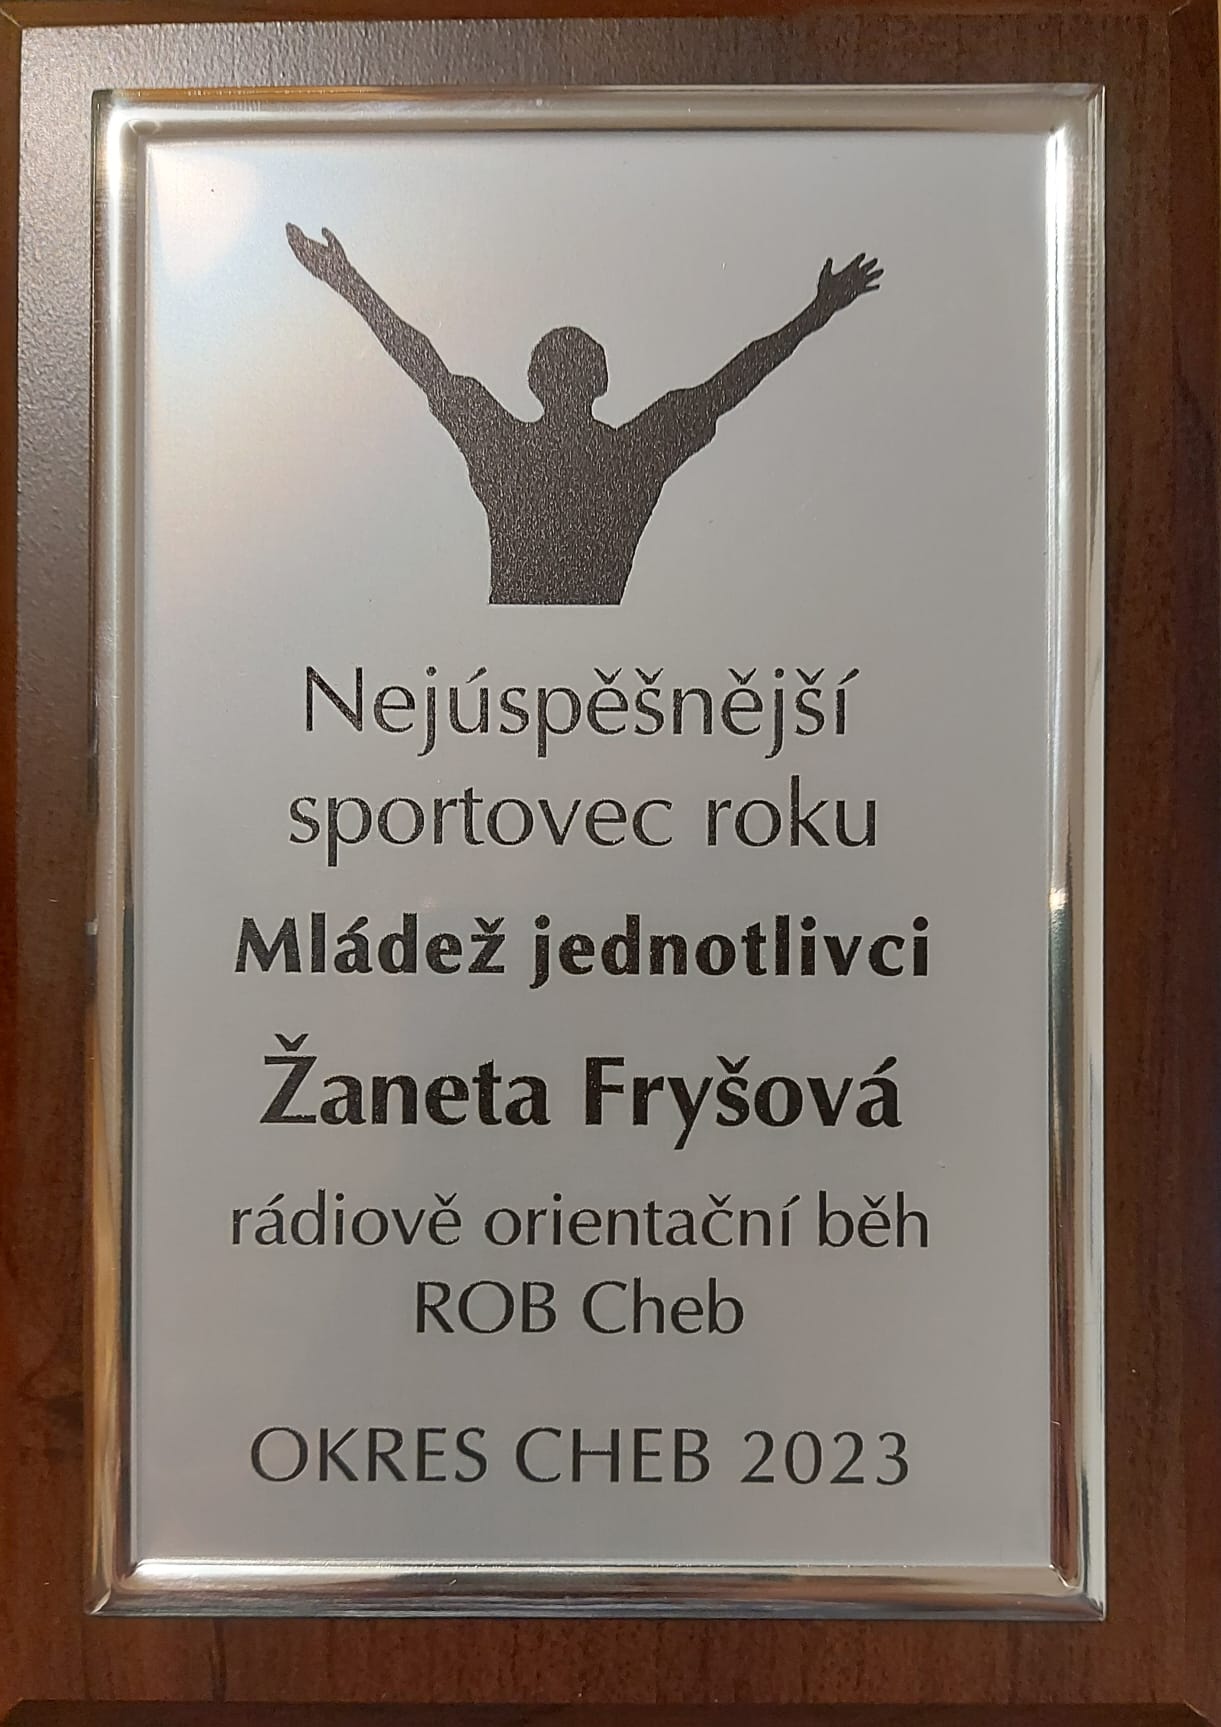 Nejúspěšnější
sportovec roku
Mládež jednotlivci
Žaneta Fryšová
rádiově orientační běh
ROB Cheb
OKRES CHEB 2023